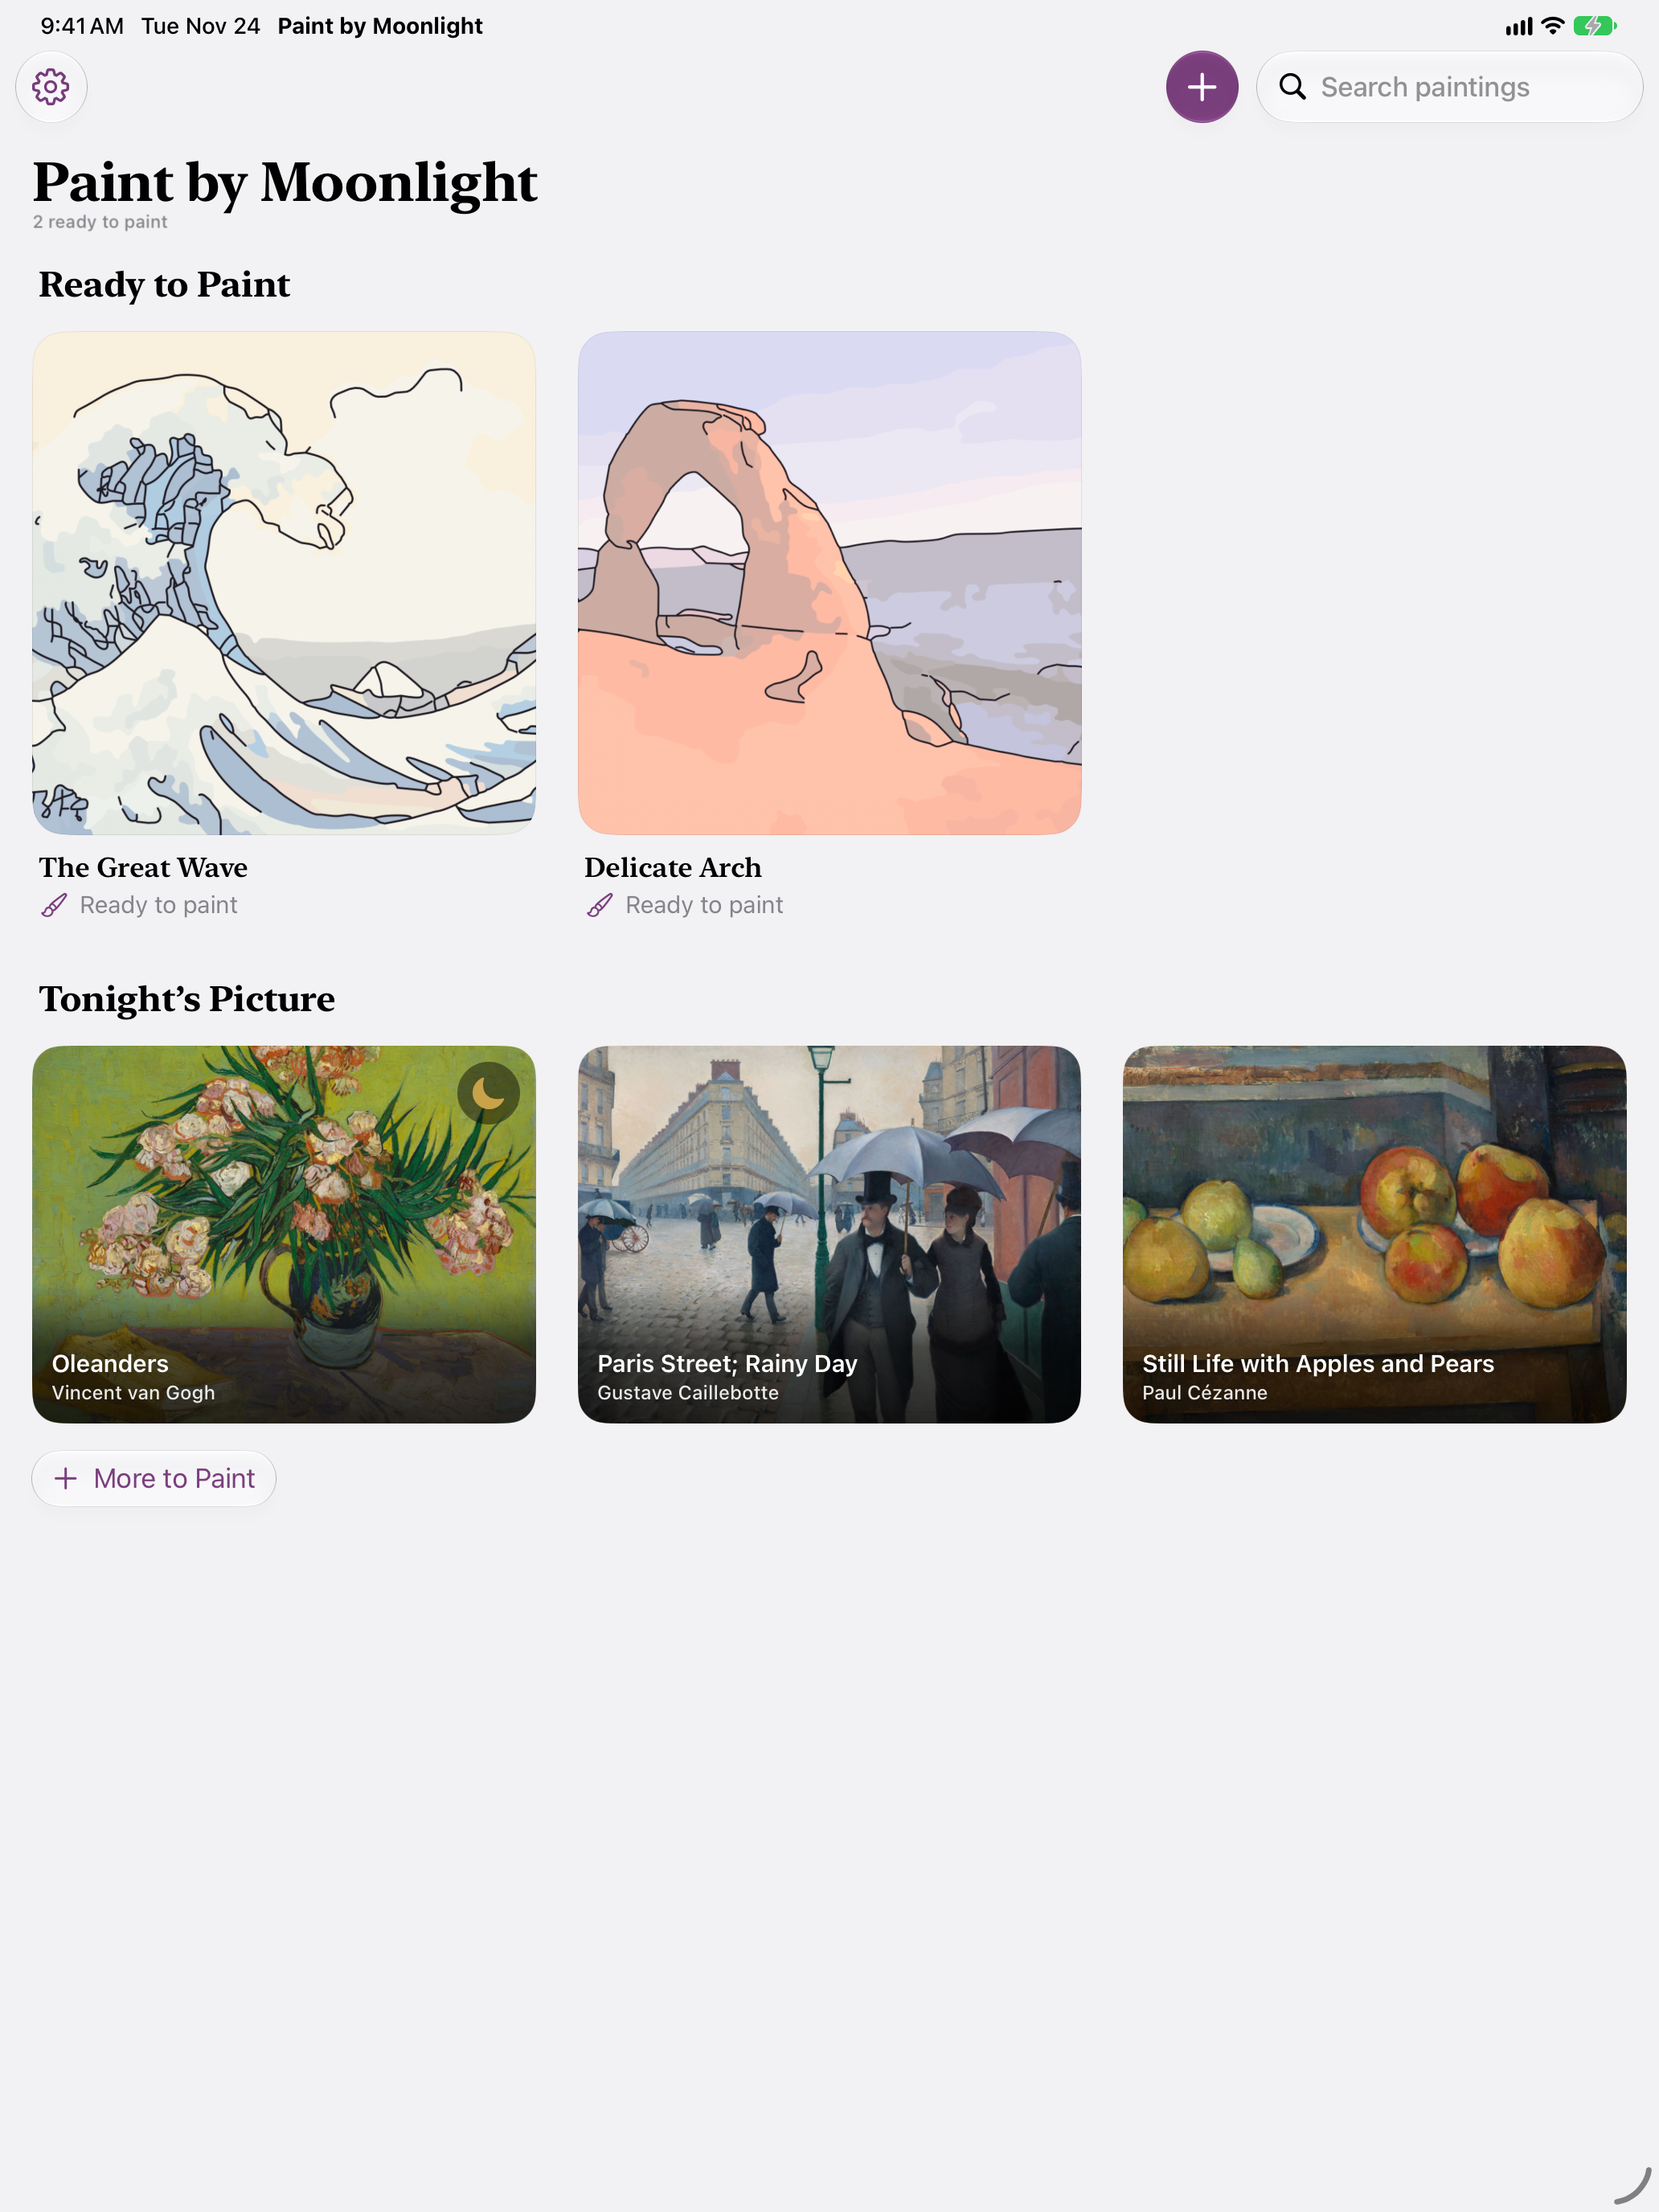 9:41 AM Tue Nov 24 Paint by Moonlight
Search paintings
Paint by Moonlight
2 ready to paint
Ready to Paint
The Great Wave
Ready to paint
Delicate Arch
Ready to paint
Tonight’s Picture
Oleanders
Vincent van Gogh
Paris Street; Rainy Day
Gustave Caillebotte
Still Life with Apples and Pears
Paul Cézanne
More to Paint